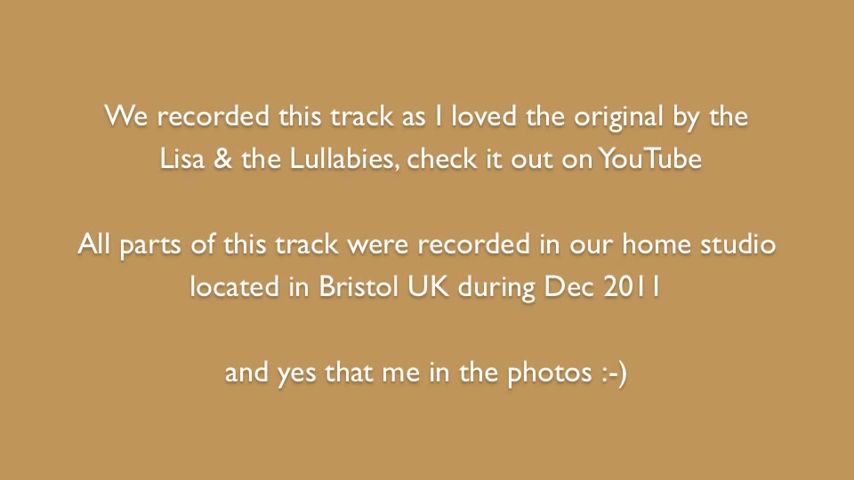 We recorded this track as I loved the original by the
Lisa & the Lullabies, check it out on YouTube
All parts of this track were recorded in our home studio
located in Bristol UK during Dec 2011
and yes that me in the photos :-)